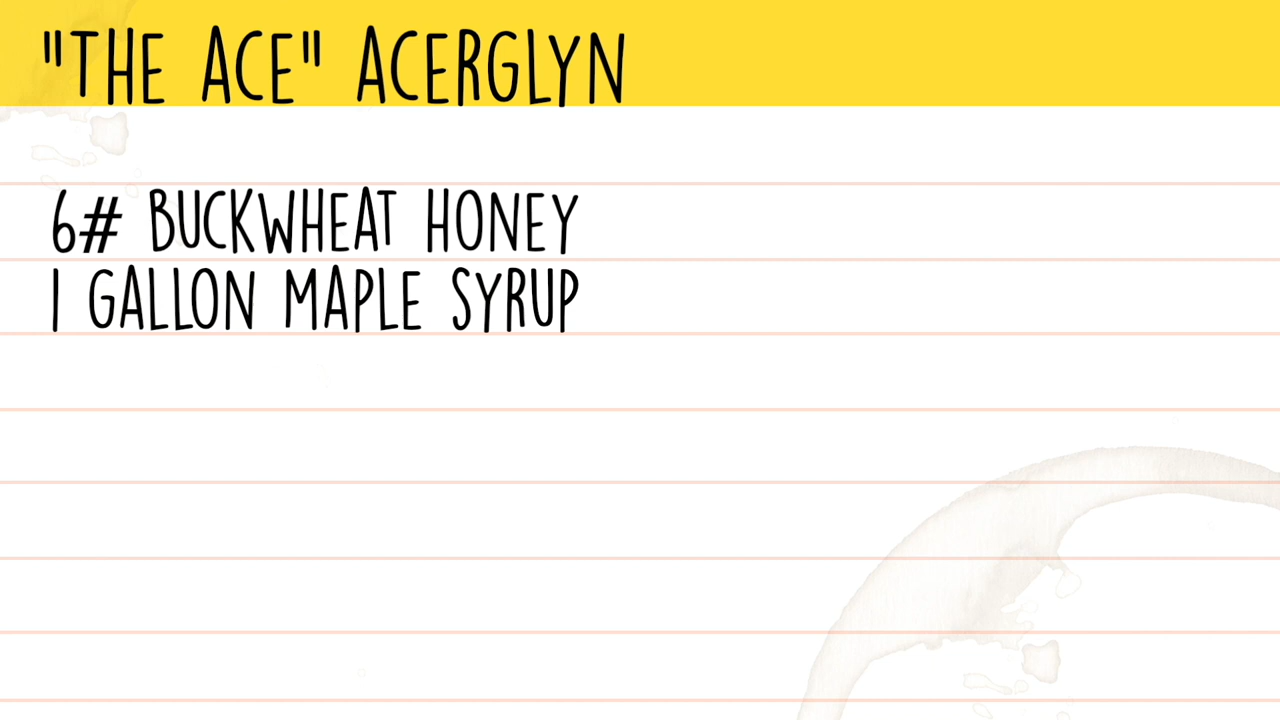 "THE ACE" ACERGLYN
6# BUCKWHEAT HONEY
1 GALLON MAPLE SYRUP